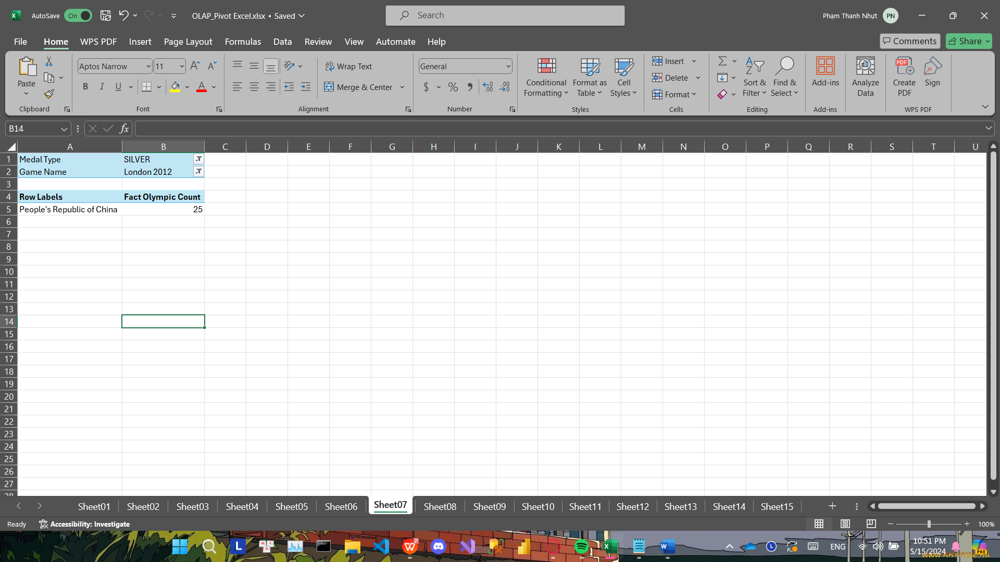 AutoSave On OLAP_Pivot Excel.xlsx • Saved Search Phạm Thanh Nhựt PN
File Home WPS PDF Insert Page Layout Formulas Data Review View Automate Help Comments Share
Paste
Clipboard
Aptos Narrow 11
B I U
Font
Wrap Text
Merge & Center
Alignment
General
$ %
Number
Conditional Formatting
Format as Table
Cell Styles
Styles
Insert
Delete
Format
Cells
Sort & Filter
Find & Select
Editing
Add-ins
Add-ins
Analyze Data
Create PDF
Sign
WPS PDF
B14 fx
A B C D E F G H I J K L M N O P Q R S T U
1 Medal Type SILVER
2 Game Name London 2012
3
4 Row Labels Fact Olympic Count
5 People's Republic of China 25
6
7
8
9
10
11
12
13
14
15
16
17
18
19
20
21
22
23
24
25
26
27
28
Sheet01 Sheet02 Sheet03 Sheet04 Sheet05 Sheet06 Sheet07 Sheet08 Sheet09 Sheet10 Sheet11 Sheet12 Sheet13 Sheet14 Sheet15
Ready Accessibility: Investigate 100%
ENG 10:51 PM
5/15/2024
PRE